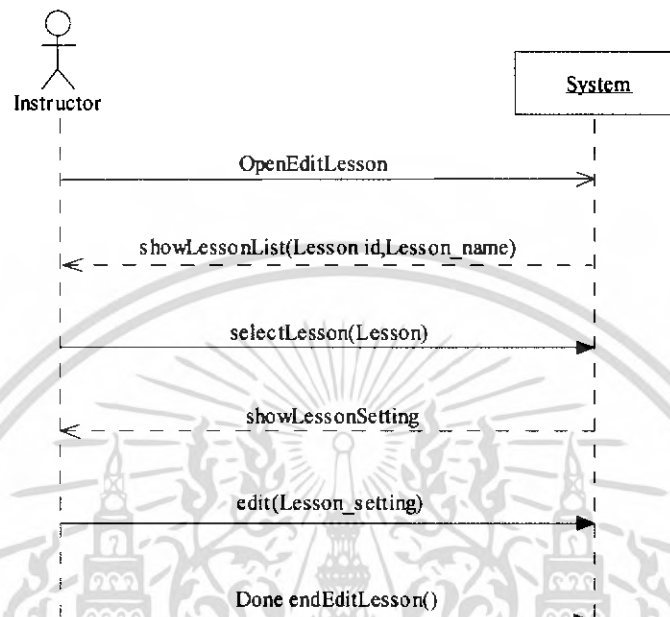 Instructor
System
OpenEditLesson
showLessonList(Lesson id,Lesson_name)
selectLesson(Lesson)
showLessonSetting
edit(Lesson_setting)
Done endEditLesson()